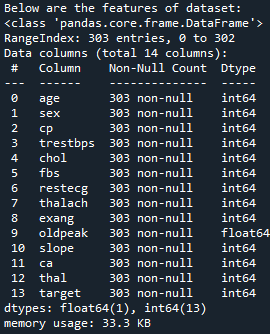 Below are the features of dataset:
<class 'pandas.core.frame.DataFrame'>
RangeIndex: 303 entries, 0 to 302
Data columns (total 14 columns):
 #   Column    Non-Null Count  Dtype
---  ------    --------------  -----
 0   age       303 non-null    int64
 1   sex       303 non-null    int64
 2   cp        303 non-null    int64
 3   trestbps  303 non-null    int64
 4   chol      303 non-null    int64
 5   fbs       303 non-null    int64
 6   restecg   303 non-null    int64
 7   thalach   303 non-null    int64
 8   exang     303 non-null    int64
 9   oldpeak   303 non-null    float64
 10  slope     303 non-null    int64
 11  ca        303 non-null    int64
 12  thal      303 non-null    int64
 13  target    303 non-null    int64
dtypes: float64(1), int64(13)
memory usage: 33.3 KB